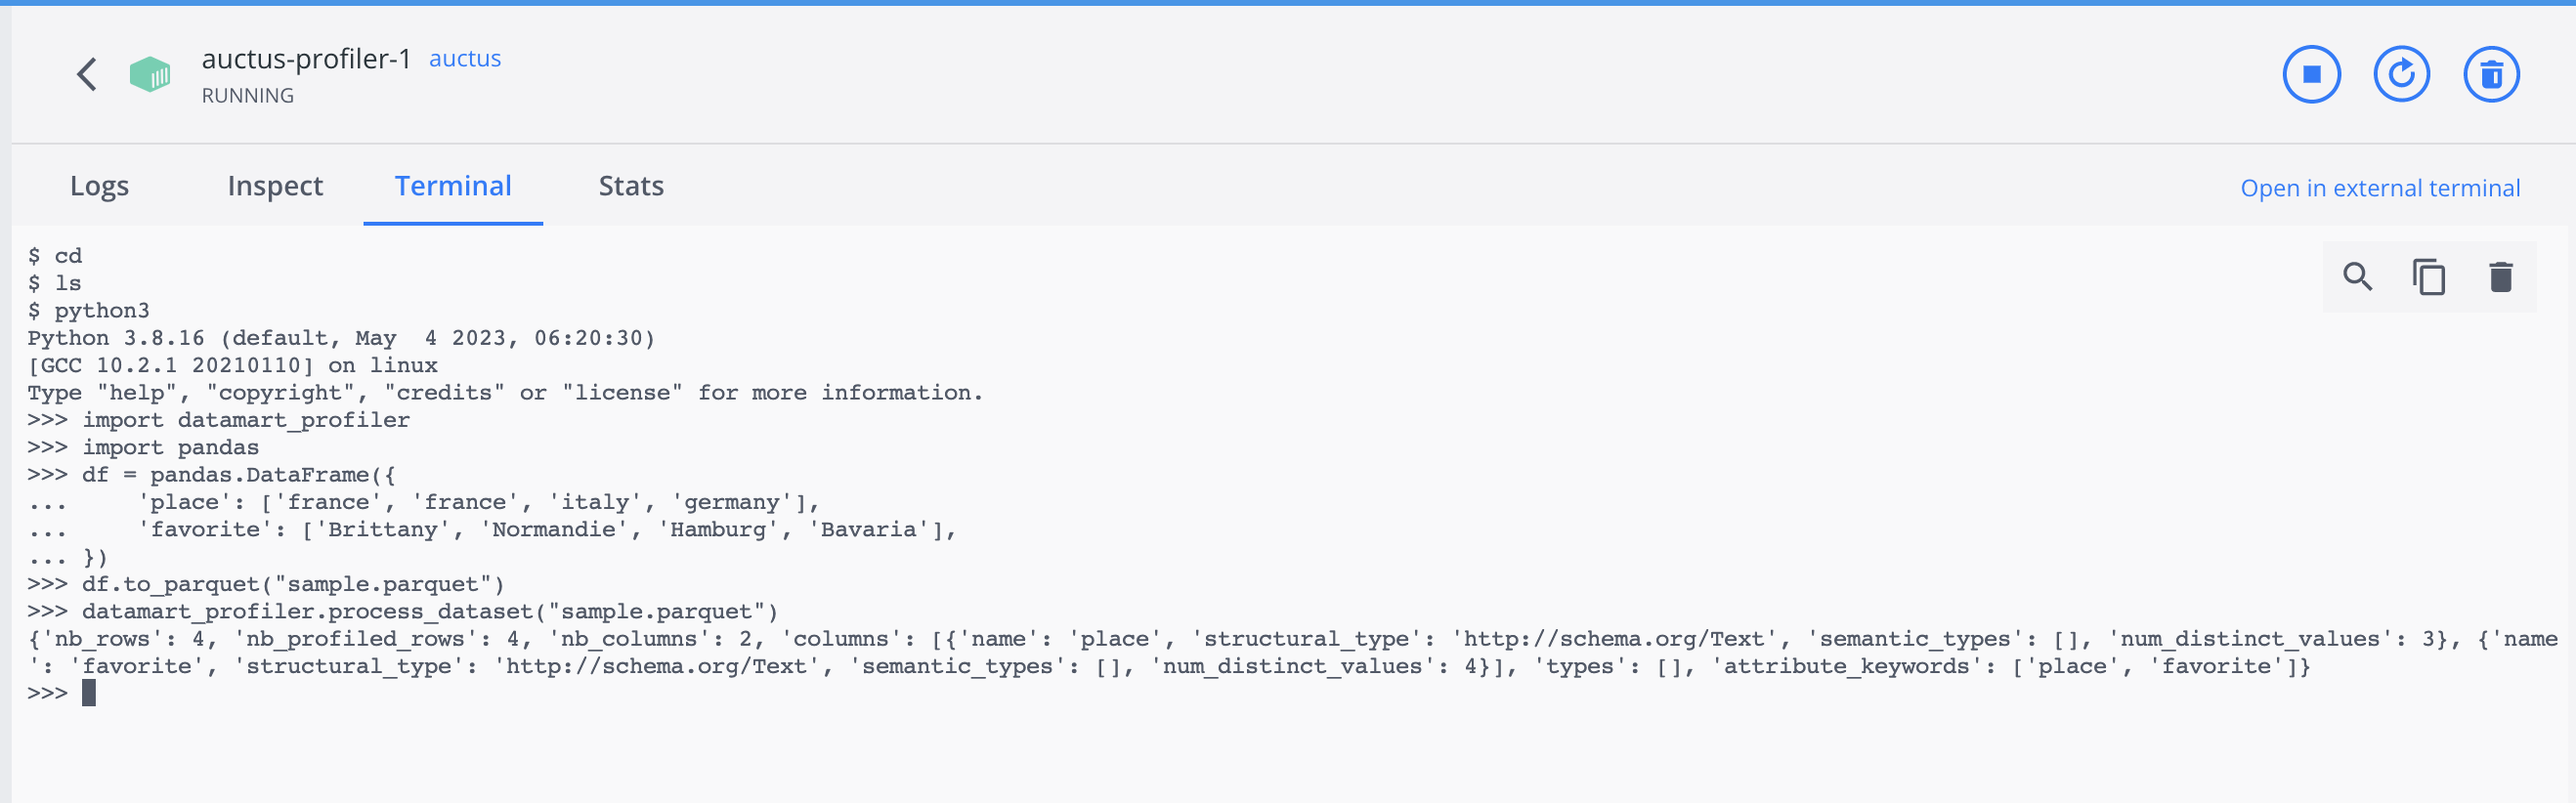 auctus-profiler-1 auctus
RUNNING
Logs Inspect Terminal Stats Open in external terminal
$ cd
$ ls
$ python3
Python 3.8.16 (default, May  4 2023, 06:20:30)
[GCC 10.2.1 20210110] on linux
Type "help", "copyright", "credits" or "license" for more information.
>>> import datamart_profiler
>>> import pandas
>>> df = pandas.DataFrame({
...     'place': ['france', 'france', 'italy', 'germany'],
...     'favorite': ['Brittany', 'Normandie', 'Hamburg', 'Bavaria'],
... })
>>> df.to_parquet("sample.parquet")
>>> datamart_profiler.process_dataset("sample.parquet")
{'nb_rows': 4, 'nb_profiled_rows': 4, 'nb_columns': 2, 'columns': [{'name': 'place', 'structural_type': 'http://schema.org/Text', 'semantic_types': [], 'num_distinct_values': 3}, {'name
': 'favorite', 'structural_type': 'http://schema.org/Text', 'semantic_types': [], 'num_distinct_values': 4}], 'types': [], 'attribute_keywords': ['place', 'favorite']}
>>>